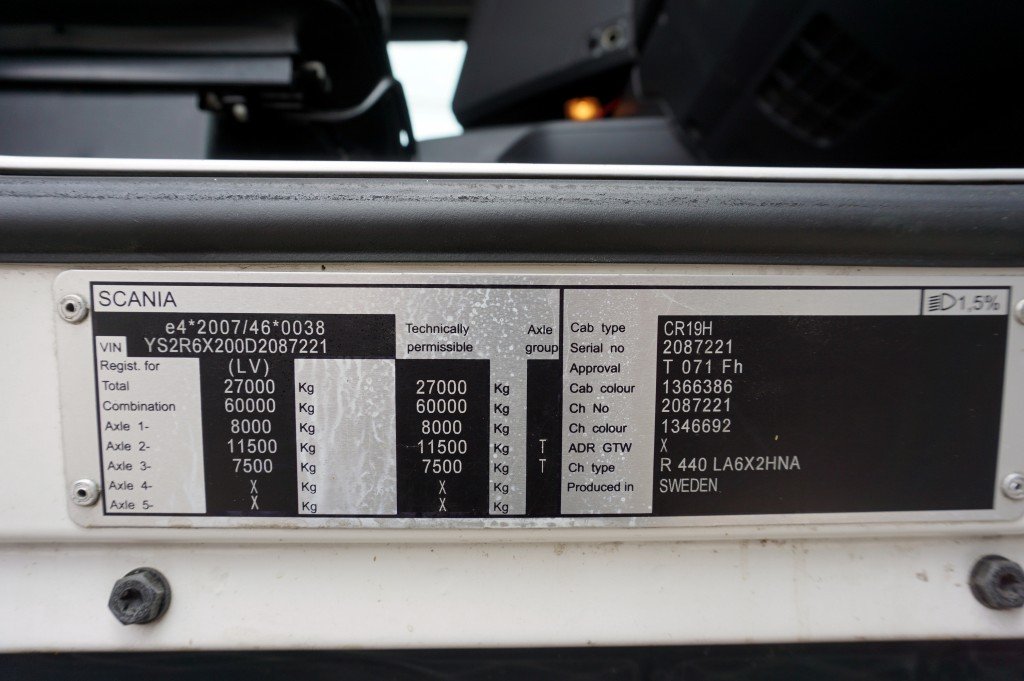 SCANIA
1,5%
e4*2007/46*0038
VIN YS2R6X200D2087221
Technically permissible
Axle group
Regist. for (LV)
Total 27000 Kg 27000 Kg
Combination 60000 Kg 60000 Kg
Axle 1- 8000 Kg 8000 Kg
Axle 2- 11500 Kg 11500 Kg T
Axle 3- 7500 Kg 7500 Kg T
Axle 4- X Kg X Kg
Axle 5- X Kg X Kg
Cab type CR19H
Serial no 2087221
Approval T 071 Fh
Cab colour 1366386
Ch No 2087221
Ch colour 1346692
ADR GTW X
Ch type R 440 LA6X2HNA
Produced in SWEDEN